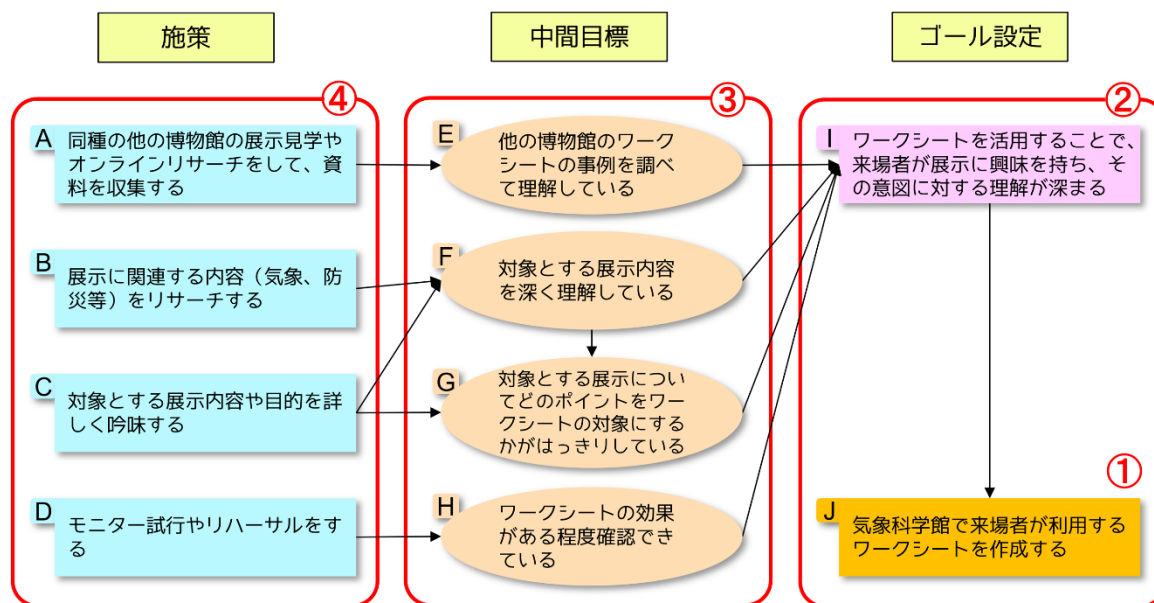 施策
中間目標
ゴール設定
④
③
②
A
同種の他の博物館の展示見学や
オンラインリサーチをして、資
料を収集する
E
他の博物館のワーク
シートの事例を調べ
て理解している
I
ワークシートを活用することで、
来場者が展示に興味を持ち、そ
の意図に対する理解が深まる
B
展示に関連する内容（気象、防
災等）をリサーチする
F
対象とする展示内容
を深く理解している
C
対象とする展示内容や目的を詳
しく吟味する
G
対象とする展示につい
てどのポイントをワー
クシートの対象にする
かがはっきりしている
①
D
モニター試行やリハーサルをす
る
H
ワークシートの効果
がある程度確認でき
ている
J
気象科学館で来場者が利用する
ワークシートを作成する